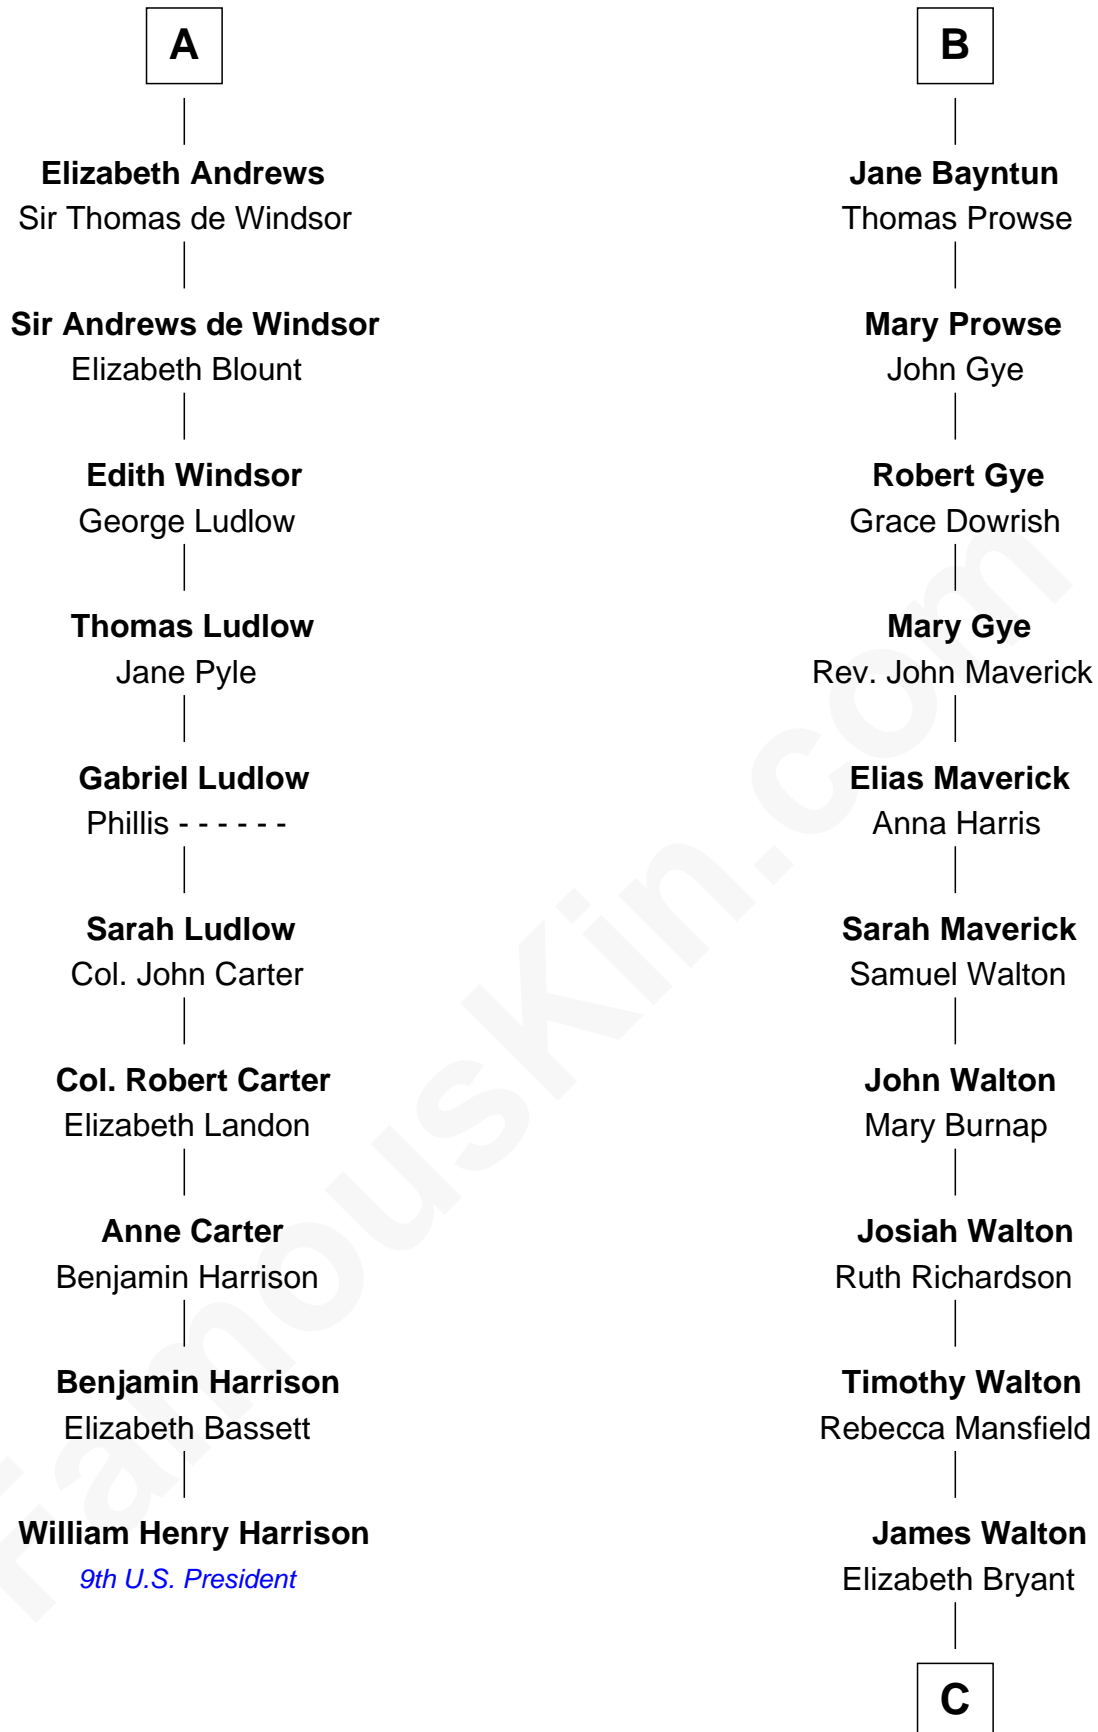 A
Elizabeth Andrews
Sir Thomas de Windsor
Sir Andrews de Windsor
Elizabeth Blount
Edith Windsor
George Ludlow
Thomas Ludlow
Jane Pyle
Gabriel Ludlow
Phillis - - - - - -
Sarah Ludlow
Col. John Carter
Col. Robert Carter
Elizabeth Landon
Anne Carter
Benjamin Harrison
Benjamin Harrison
Elizabeth Bassett
William Henry Harrison
9th U.S. President
B
Jane Bayntun
Thomas Prowse
Mary Prowse
John Gye
Robert Gye
Grace Dowrish
Mary Gye
Rev. John Maverick
Elias Maverick
Anna Harris
Sarah Maverick
Samuel Walton
John Walton
Mary Burnap
Josiah Walton
Ruth Richardson
Timothy Walton
Rebecca Mansfield
James Walton
Elizabeth Bryant
C
FamousKin.com